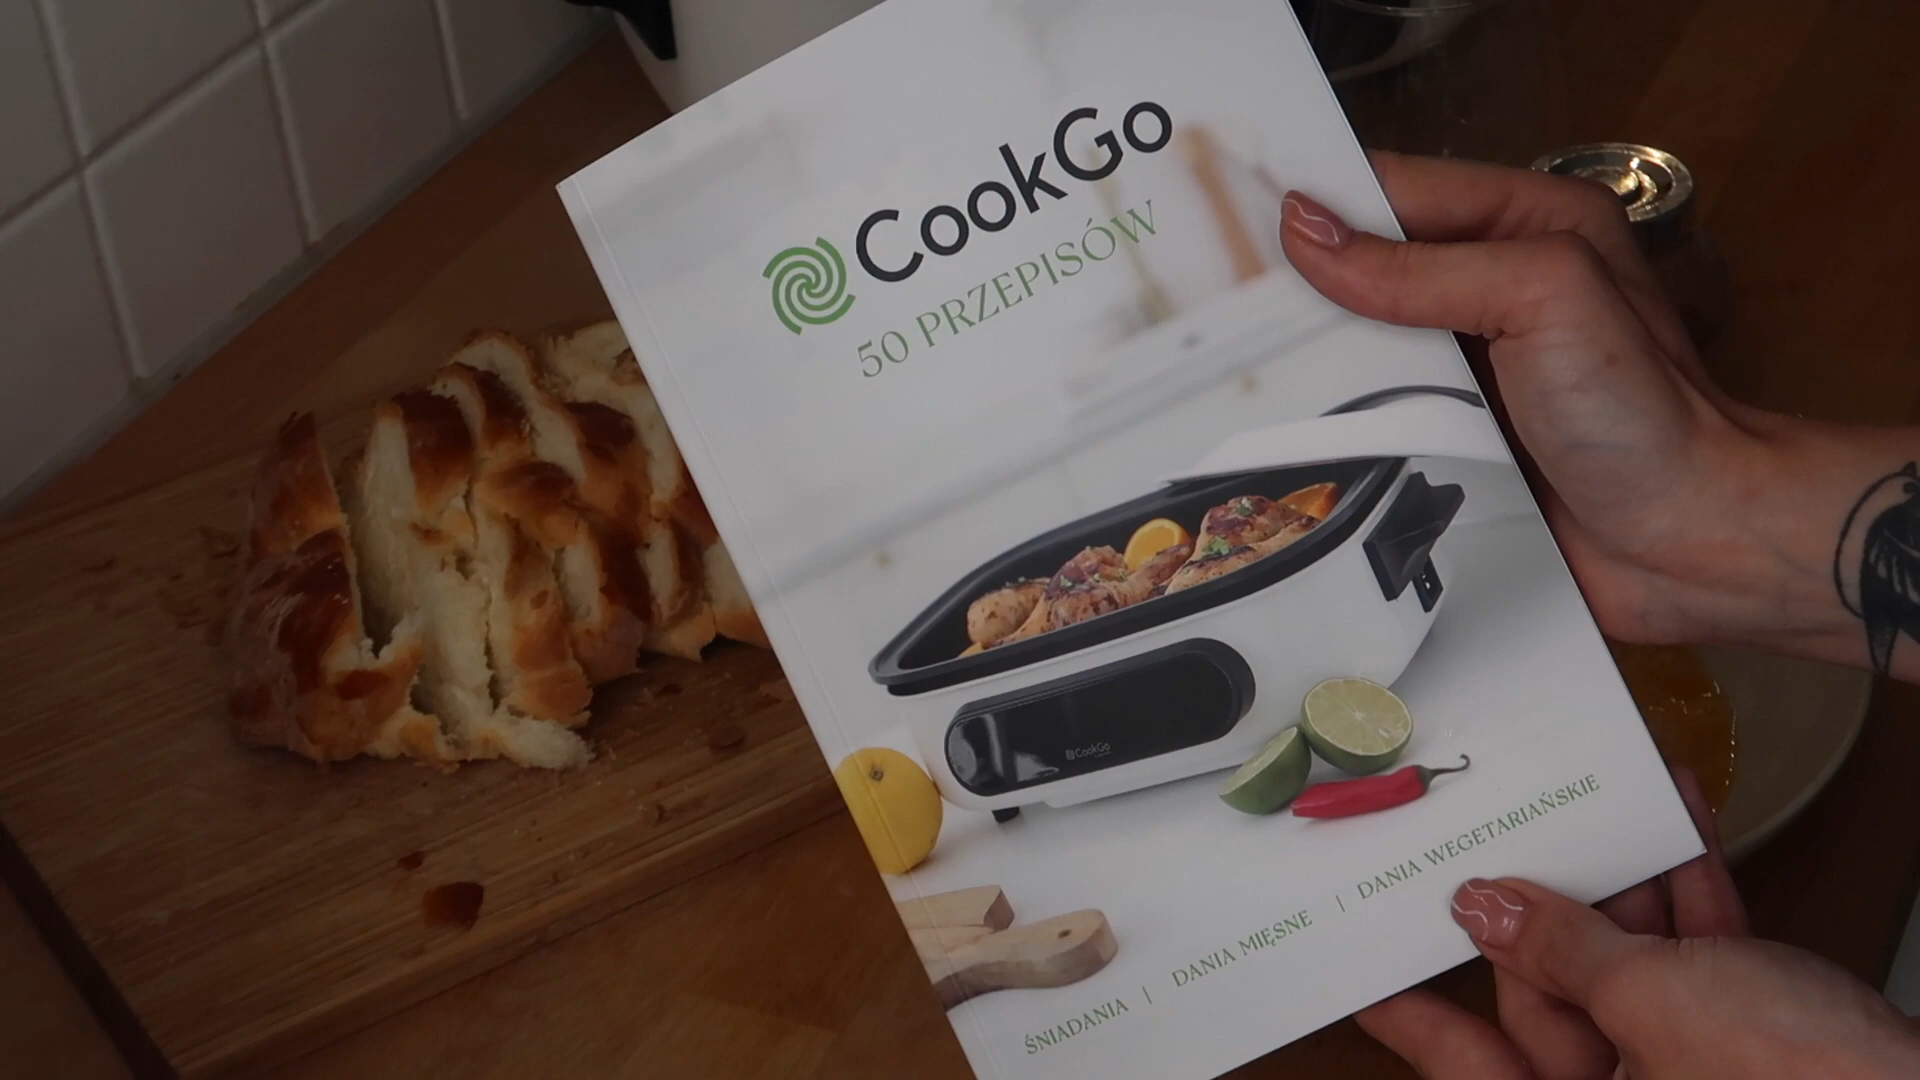 CookGo
50 PRZEPISÓW
CookGo
ŚNIADANIA | DANIA MIĘSNE | DANIA WEGETARIAŃSKIE